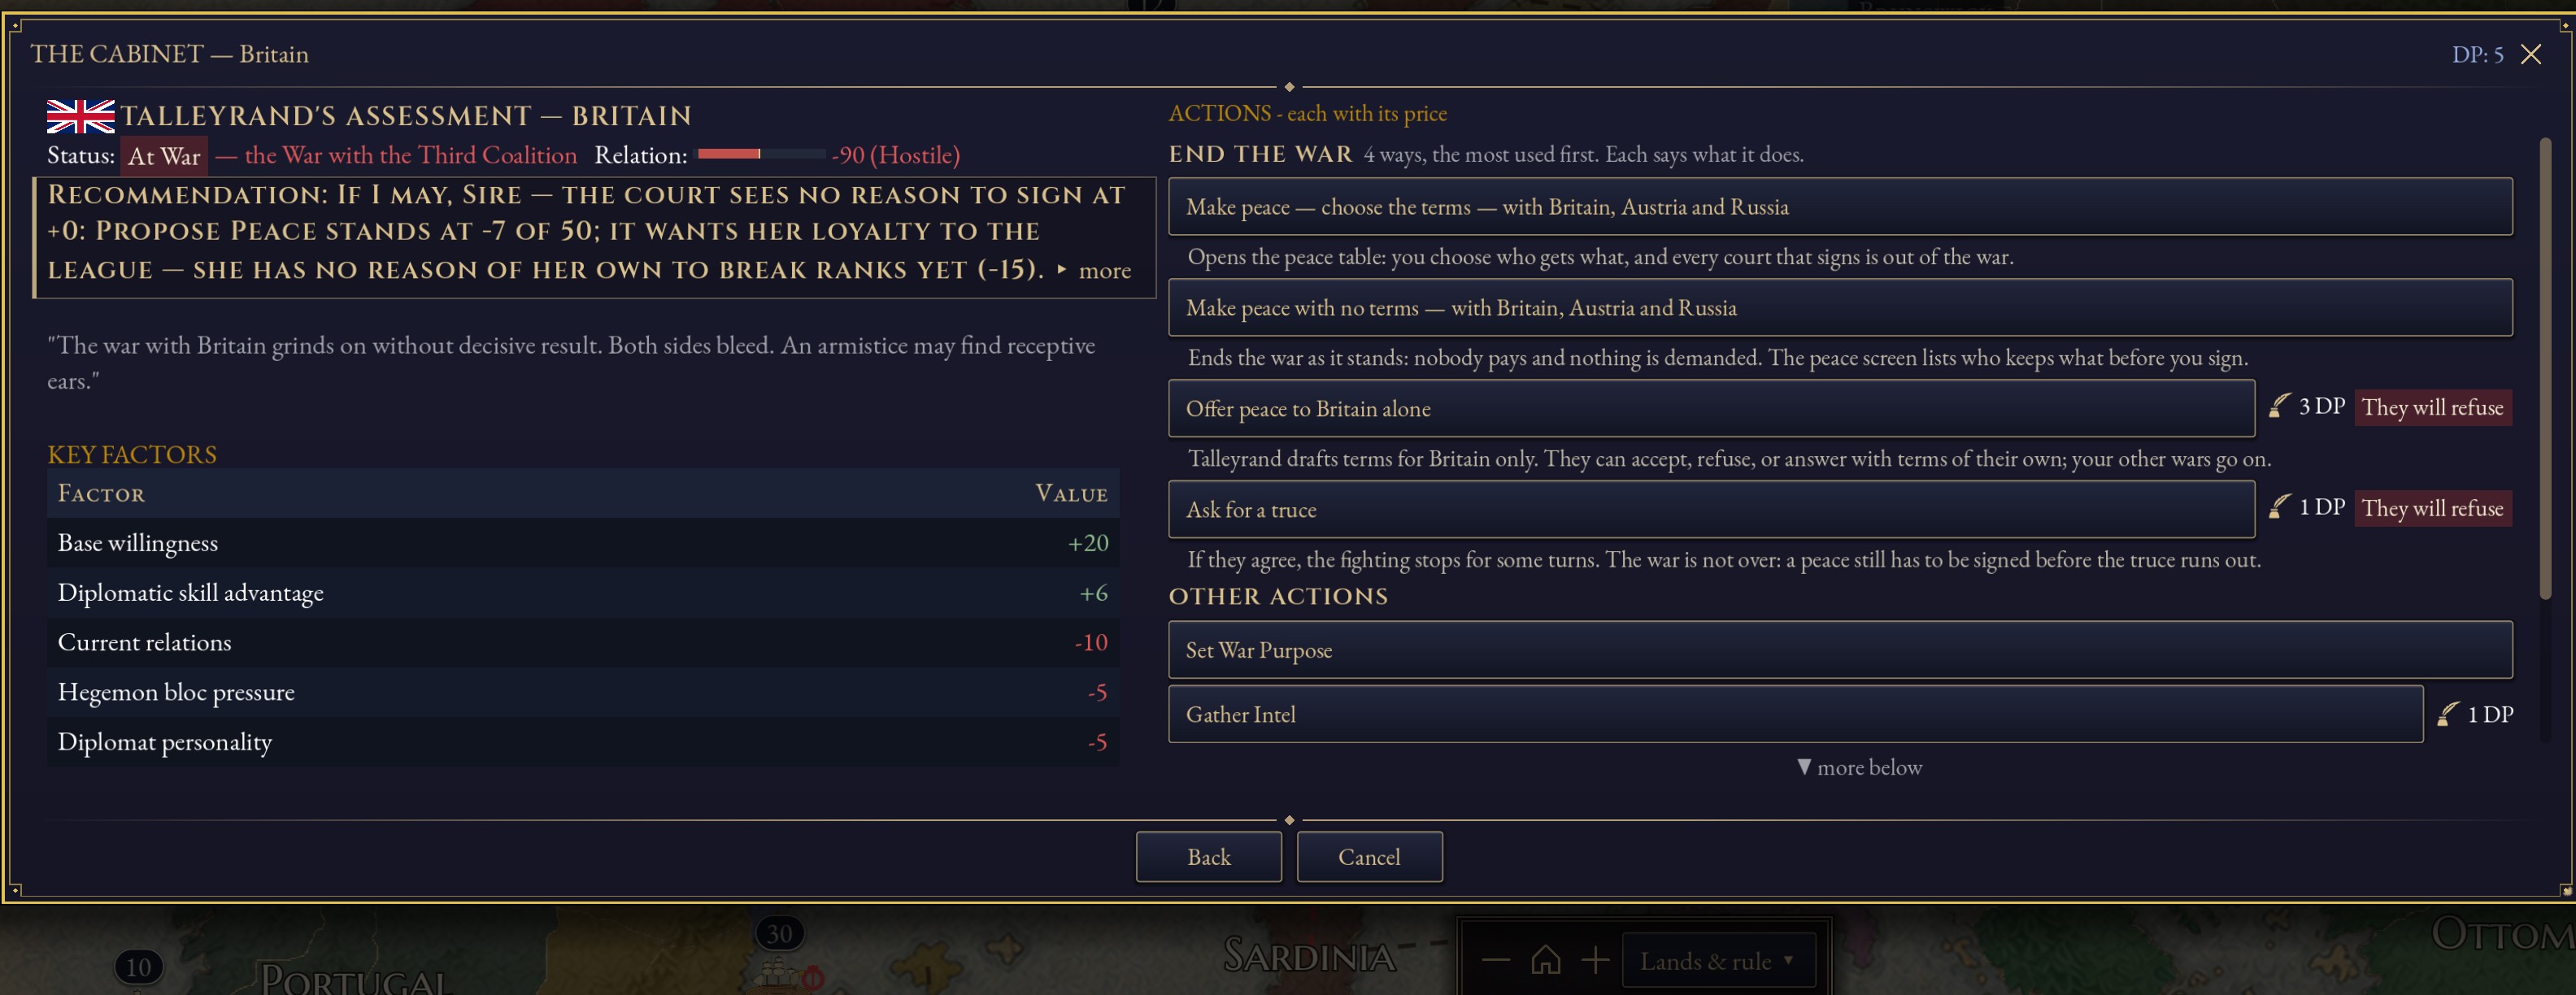 THE CABINET — Britain
DP: 5
TALLEYRAND'S ASSESSMENT — BRITAIN
Status: At War — the War with the Third Coalition Relation: -90 (Hostile)
RECOMMENDATION: IF I MAY, SIRE — THE COURT SEES NO REASON TO SIGN AT
+0: PROPOSE PEACE STANDS AT -7 OF 50; IT WANTS HER LOYALTY TO THE
LEAGUE — SHE HAS NO REASON OF HER OWN TO BREAK RANKS YET (-15). ▸ more
"The war with Britain grinds on without decisive result. Both sides bleed. An armistice may find receptive
ears."
KEY FACTORS
FACTOR VALUE
Base willingness +20
Diplomatic skill advantage +6
Current relations -10
Hegemon bloc pressure -5
Diplomat personality -5
ACTIONS - each with its price
END THE WAR 4 ways, the most used first. Each says what it does.
Make peace — choose the terms — with Britain, Austria and Russia
Opens the peace table: you choose who gets what, and every court that signs is out of the war.
Make peace with no terms — with Britain, Austria and Russia
Ends the war as it stands: nobody pays and nothing is demanded. The peace screen lists who keeps what before you sign.
Offer peace to Britain alone 3 DP They will refuse
Talleyrand drafts terms for Britain only. They can accept, refuse, or answer with terms of their own; your other wars go on.
Ask for a truce 1 DP They will refuse
If they agree, the fighting stops for some turns. The war is not over: a peace still has to be signed before the truce runs out.
OTHER ACTIONS
Set War Purpose
Gather Intel 1 DP
▼ more below
Back Cancel
30
10
PORTUGAL
SARDINIA
Lands & rule ▾
OTTOM